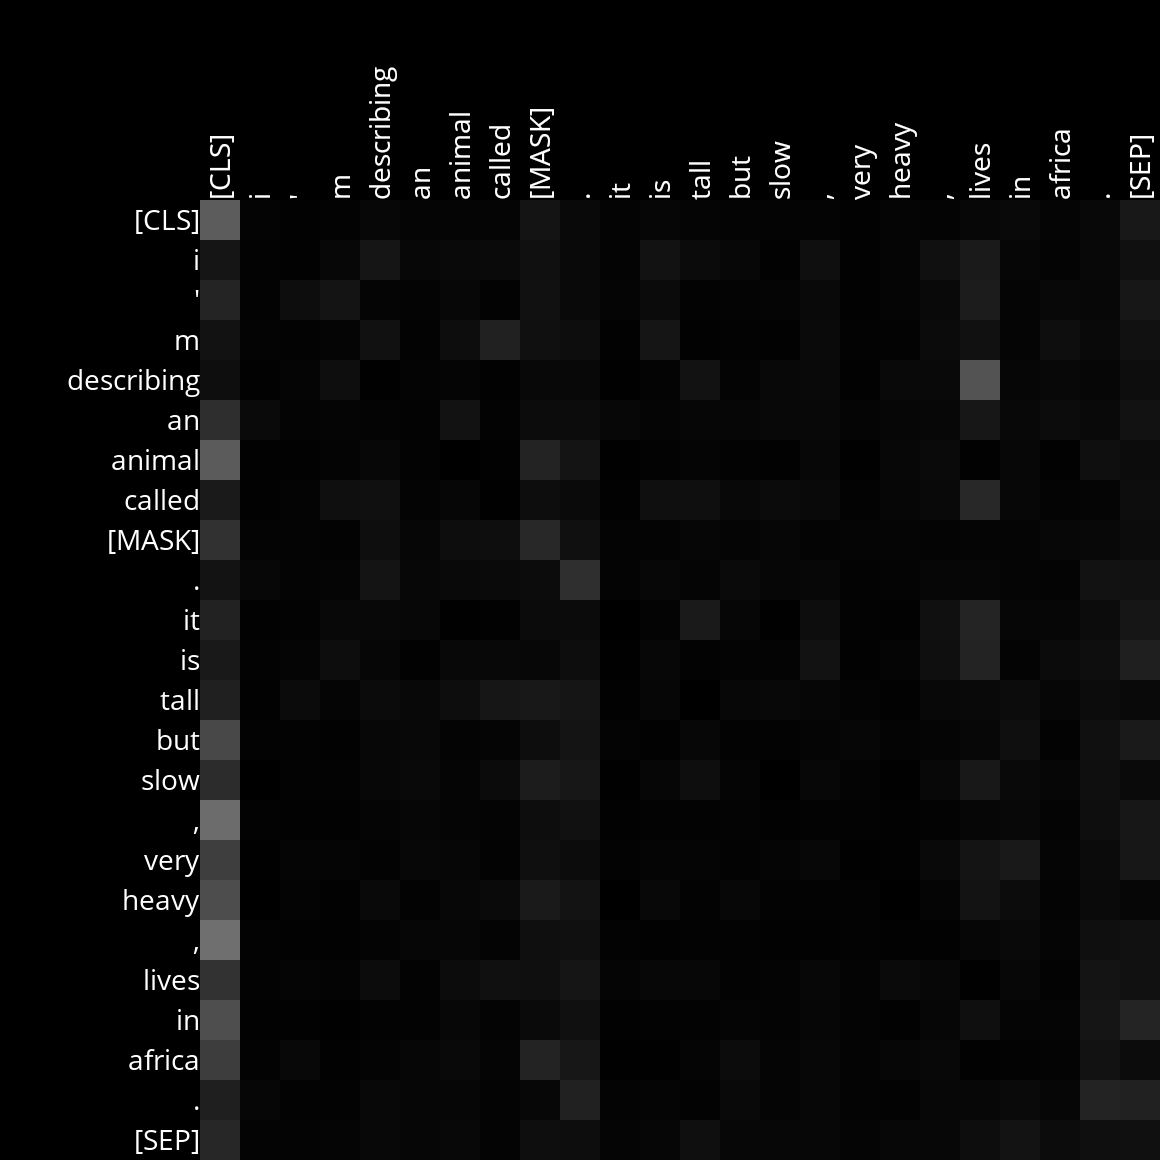 [CLS] i ' m describing an animal called [MASK] . it is tall but slow , very heavy , lives in africa . [SEP]
[CLS]
i
'
m
describing
an
animal
called
[MASK]
.
it
is
tall
but
slow
,
very
heavy
,
lives
in
africa
.
[SEP]